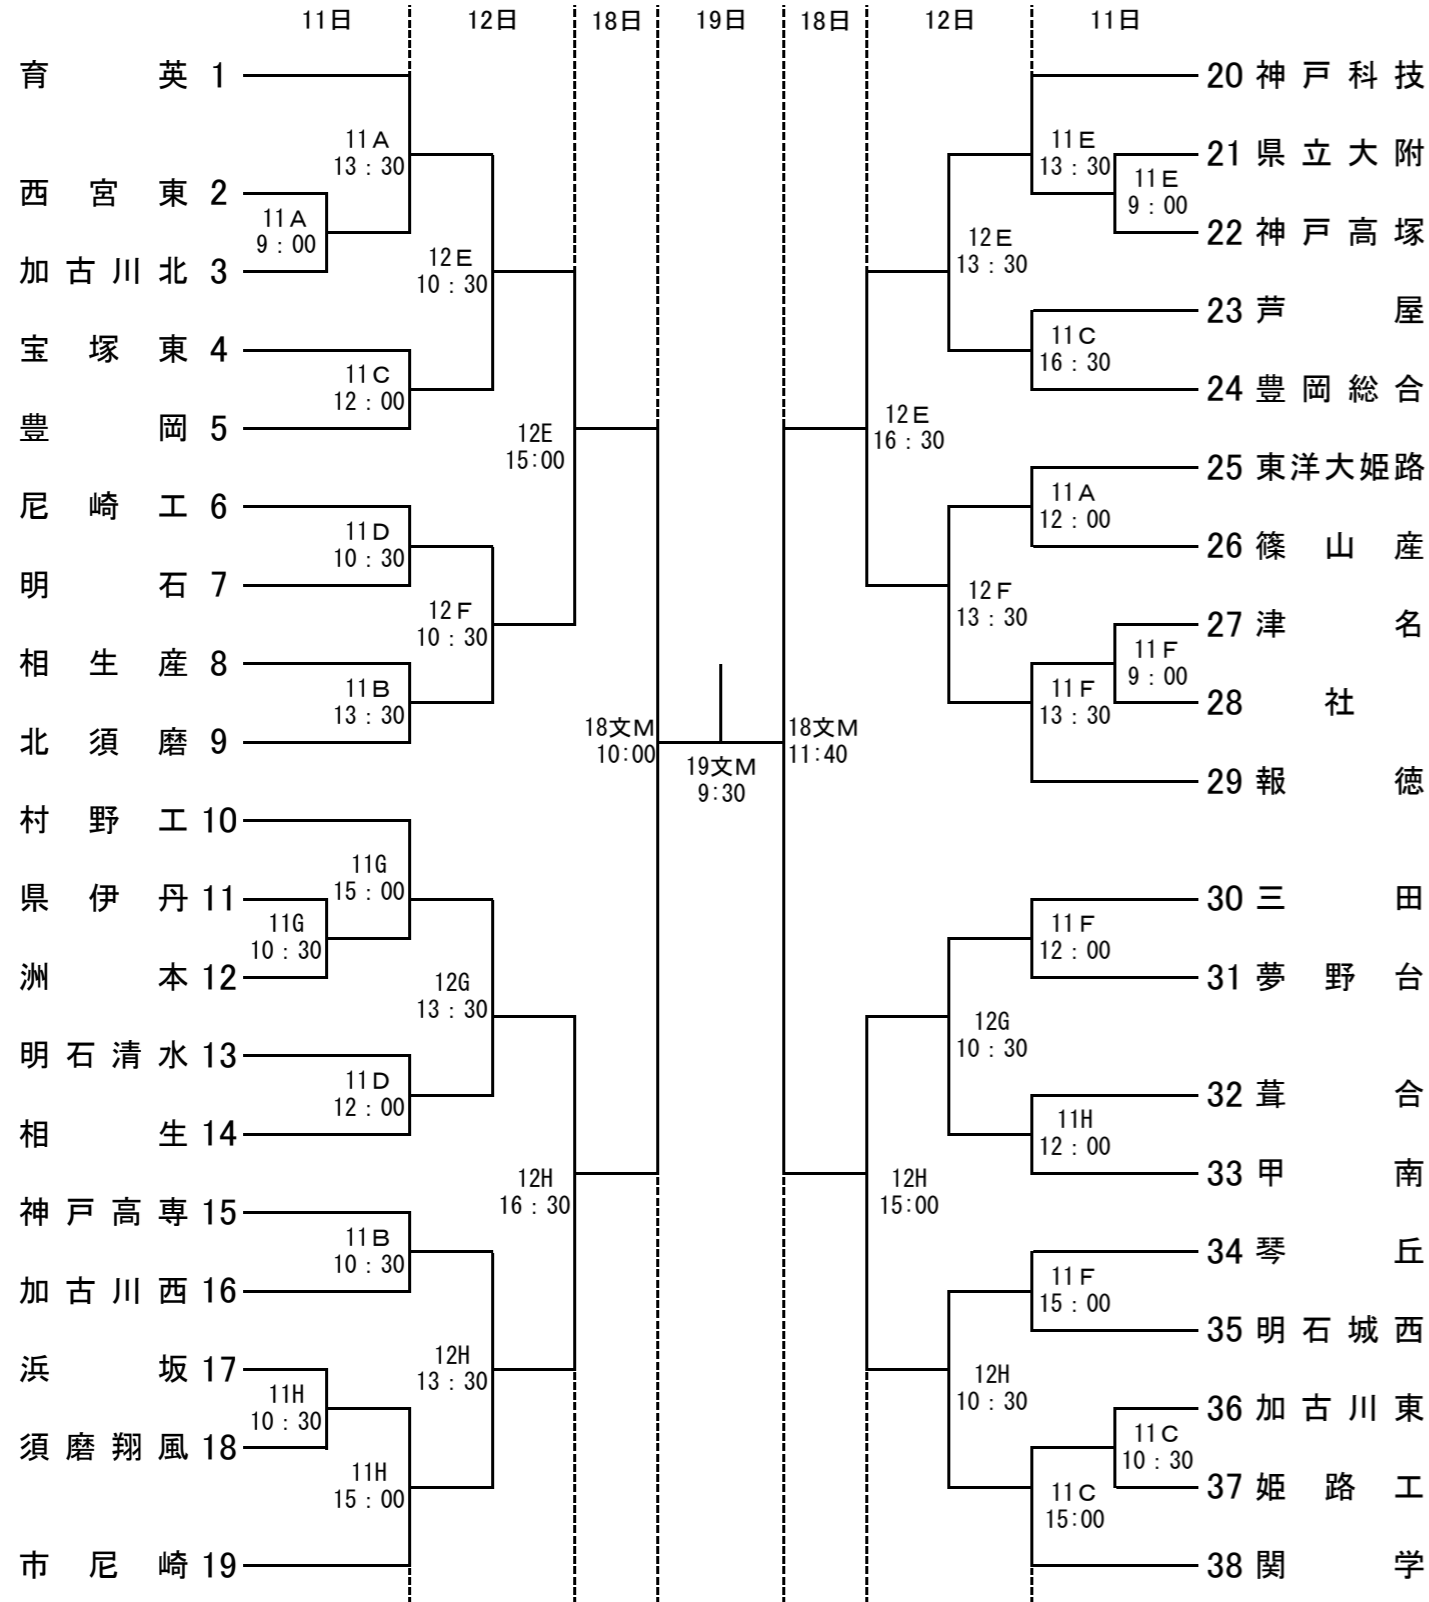 11日 12日 18日 19日 18日 12日 11日
育英 1
11A
13:30
西宮東 2
11A
9:00
加古川北 3
12E
10:30
宝塚東 4
11C
12:00
豊岡 5
12E
15:00
尼崎工 6
11D
10:30
明石 7
12F
10:30
相生産 8
11B
13:30
北須磨 9
18文M
10:00
村野工 10
11G
15:00
県伊丹 11
11G
10:30
洲本 12
12G
13:30
明石清水 13
11D
12:00
相生 14
12H
16:30
神戸高専 15
11B
10:30
加古川西 16
12H
13:30
浜坂 17
11H
10:30
須磨翔風 18
11H
15:00
市尼崎 19
19文M
9:30
20 神戸科技
11E
13:30
21 県立大附
11E
9:00
22 神戸高塚
12E
13:30
23 芦屋
11C
16:30
24 豊岡総合
12E
16:30
25 東洋大姫路
11A
12:00
26 篠山産
12F
13:30
27 津名
11F
9:00
28 社
11F
13:30
29 報徳
18文M
11:40
30 三田
11F
12:00
31 夢野台
12G
10:30
32 葺合
11H
12:00
33 甲南
12H
15:00
34 琴丘
11F
15:00
35 明石城西
12H
10:30
36 加古川東
11C
10:30
37 姫路工
11C
15:00
38 関学